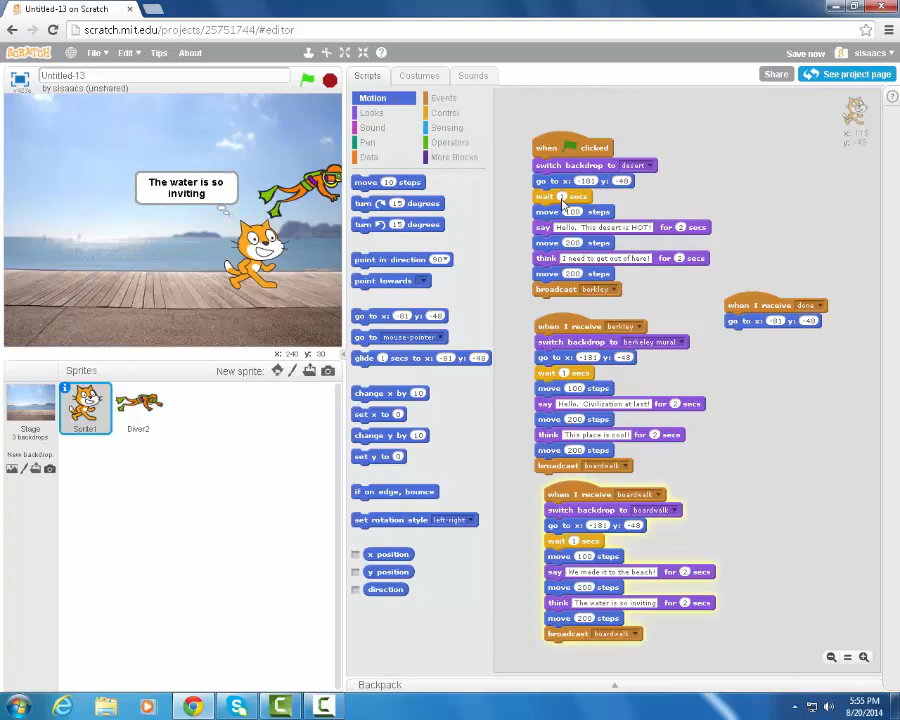 Untitled-13 on Scratch
scratch.mit.edu/projects/25751744/#editor
SCRATCH File Edit Tips About Save now sisaacs
Untitled-13
by sisaacs (unshared)
v423a
Scripts Costumes Sounds
Share See project page
The water is so inviting
x: 240 y: 30
Sprites New sprite:
Stage
3 backdrops
New backdrop:
Sprite1
Diver2
Motion Events
Looks Control
Sound Sensing
Pen Operators
Data More Blocks
move 10 steps
turn 15 degrees
turn 15 degrees
point in direction 90
point towards
go to x: -81 y: -48
go to mouse-pointer
glide 1 secs to x: -81 y: -48
change x by 10
set x to 0
change y by 10
set y to 0
if on edge, bounce
set rotation style left-right
x position
y position
direction
when clicked
switch backdrop to desert
go to x: -181 y: -48
wait 1 secs
move 100 steps
say Hello. This desert is HOT! for 2 secs
move 200 steps
think I need to get out of here! for 2 secs
move 200 steps
broadcast berkley
when I receive berkley
switch backdrop to berkeley mural
go to x: -181 y: -48
wait 1 secs
move 100 steps
say Hello. Civilization at last! for 2 secs
move 200 steps
think This place is cool! for 2 secs
move 200 steps
broadcast boardwalk
when I receive boardwalk
switch backdrop to boardwalk
go to x: -181 y: -48
wait 1 secs
move 100 steps
say We made it to the beach! for 2 secs
move 200 steps
think The water is so inviting for 2 secs
move 200 steps
broadcast boardwalk
when I receive done
go to x: -81 y: -48
Backpack
5:55 PM
8/20/2014